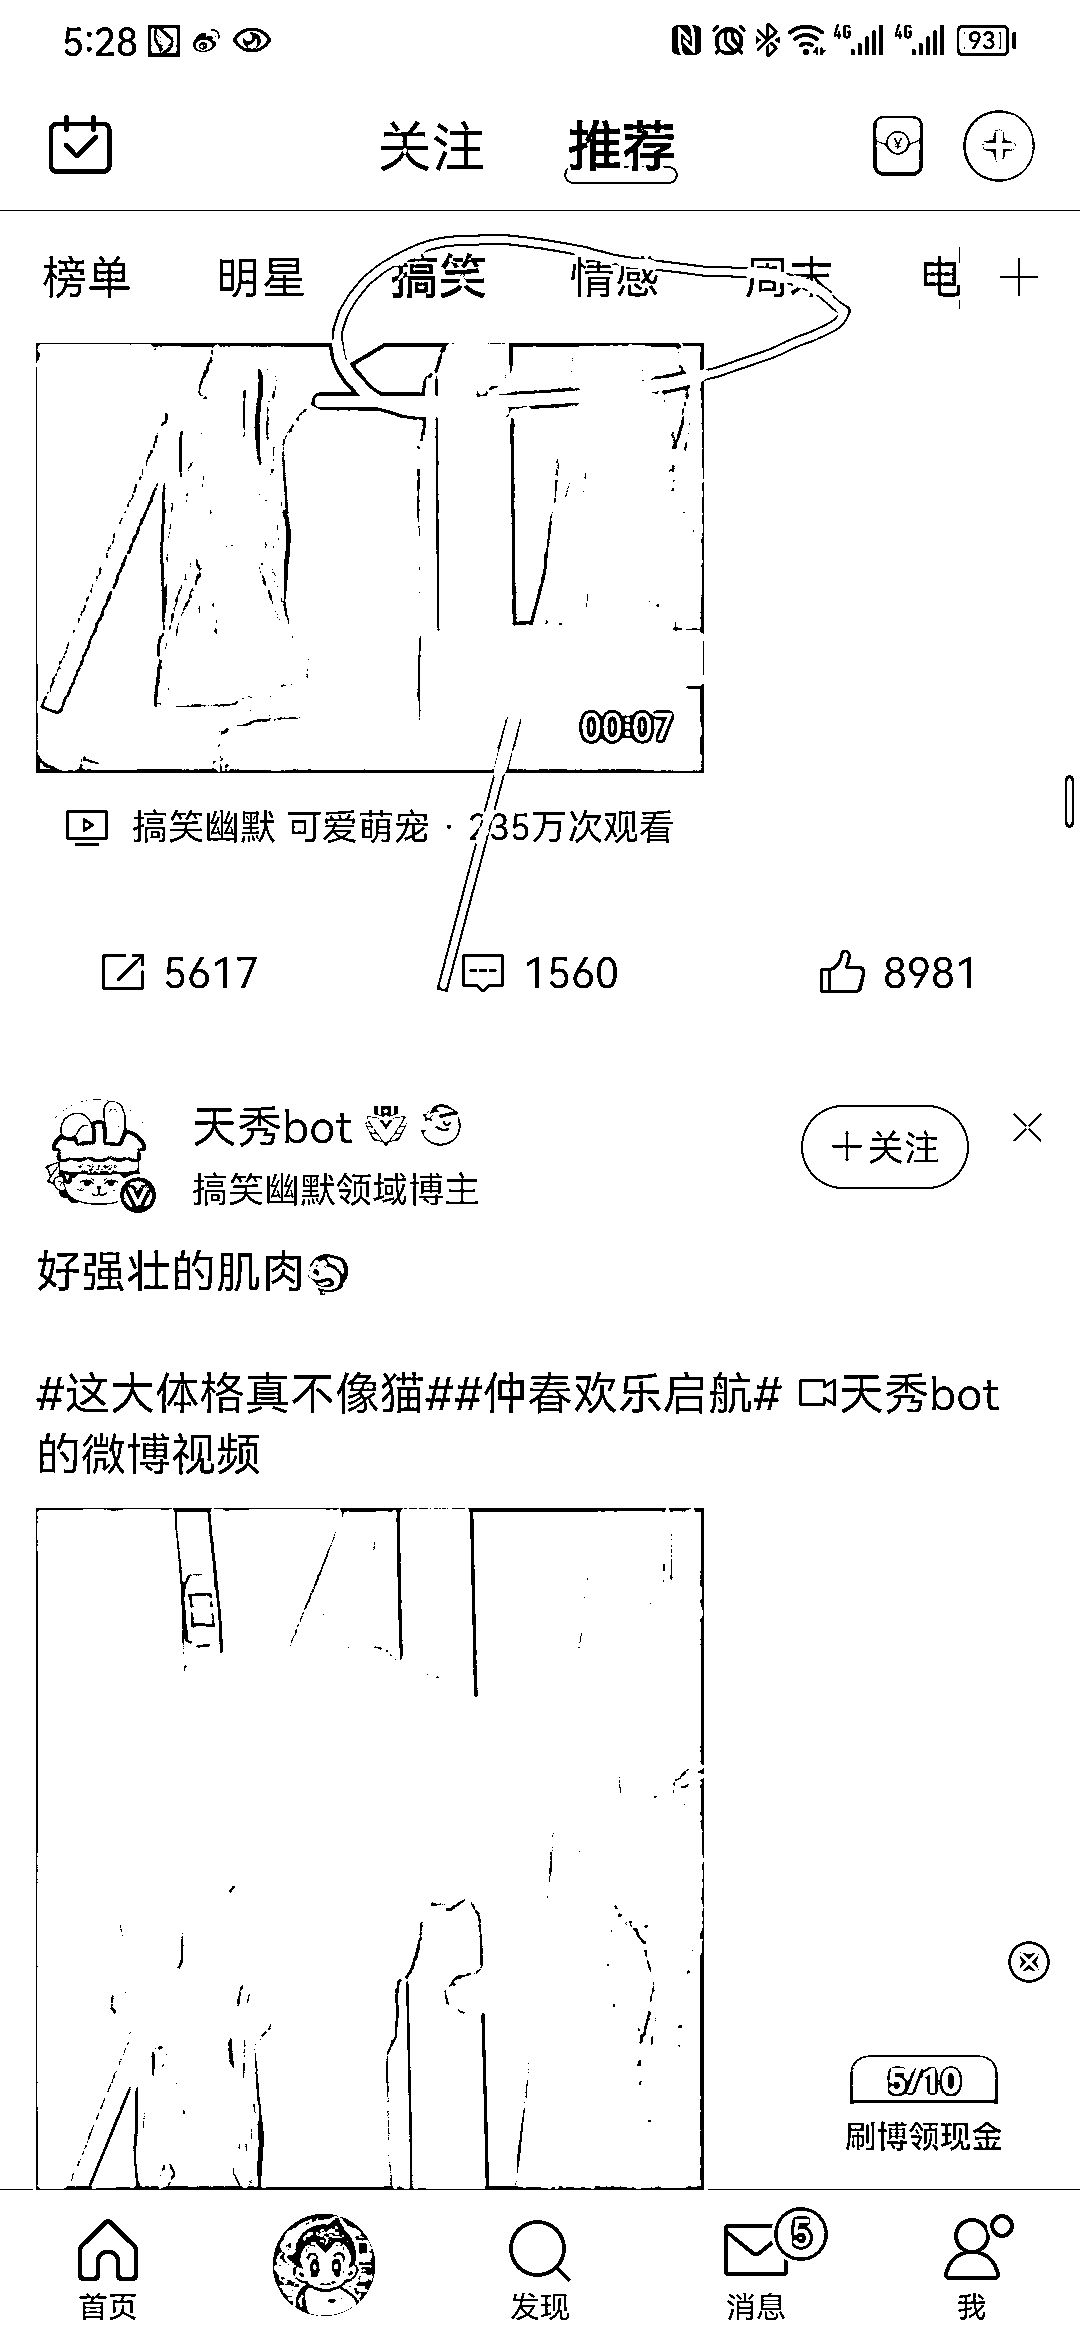 5:28 4G 4G 93
关注 推荐
榜单 明星 搞笑 情感 周末 电
00:07
搞笑幽默 可爱萌宠 · 235万次观看
5617 1560 8981
天秀bot
+关注
搞笑幽默领域博主
好强壮的肌肉
#这大体格真不像猫##仲春欢乐启航# 天秀bot
的微博视频
5/10
刷博领现金
5
首页 发现 消息 我